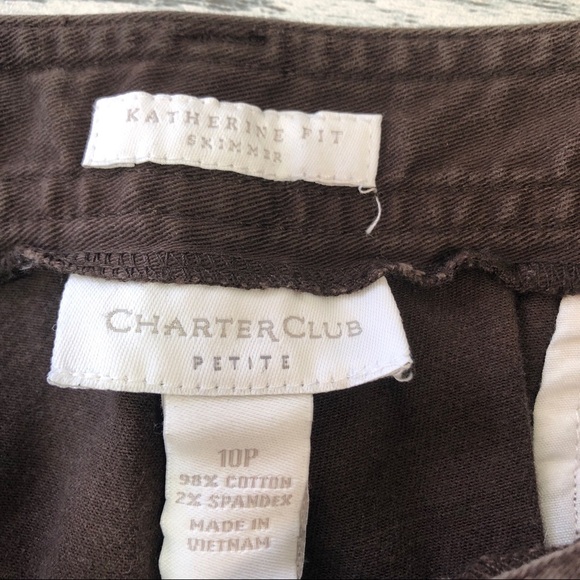 KATHERINE FIT
SKIMMER
CHARTER CLUB
PETITE
10P
98% COTTON
2% SPANDEX
MADE IN
VIETNAM